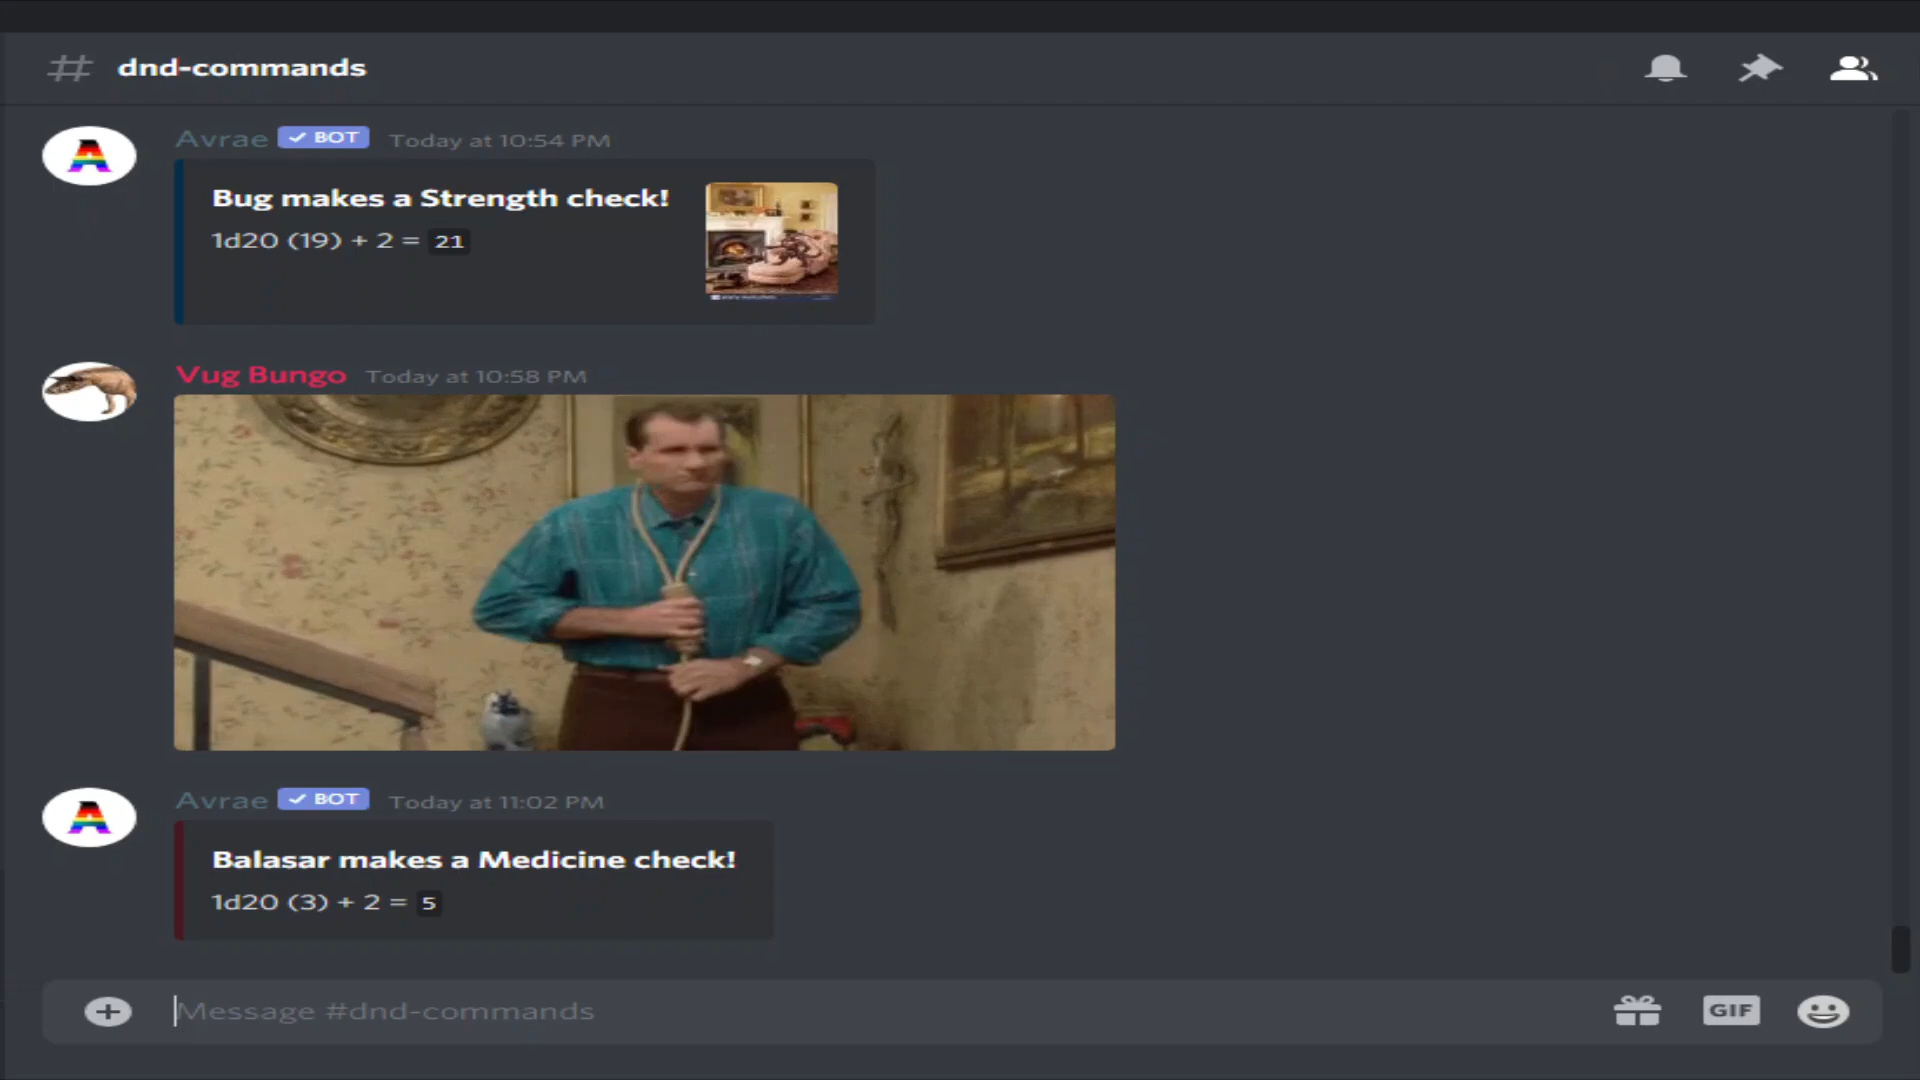 dnd-commands
Avrae ✓ BOT Today at 10:54 PM
Bug makes a Strength check!
1d20 (19) + 2 = 21
Vug Bungo Today at 10:58 PM
Avrae ✓ BOT Today at 11:02 PM
Balasar makes a Medicine check!
1d20 (3) + 2 = 5
Message #dnd-commands
GIF